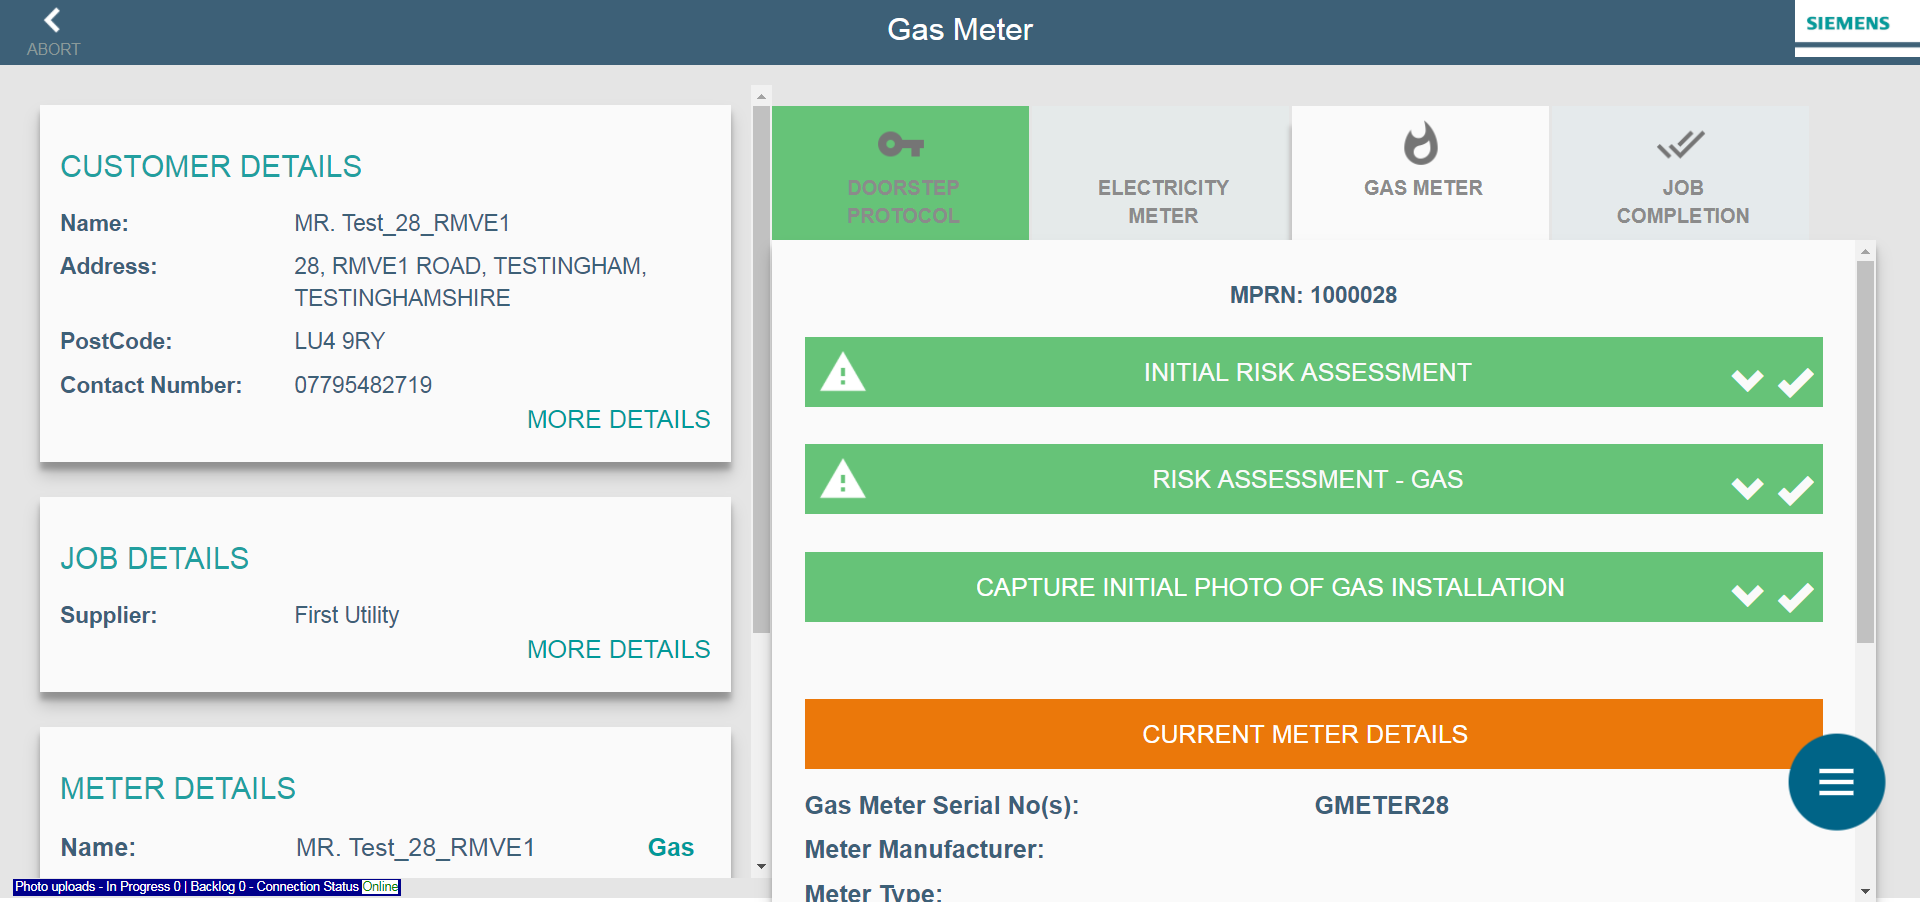 ABORT
Gas Meter
SIEMENS
CUSTOMER DETAILS
Name: MR. Test_28_RMVE1
Address: 28, RMVE1 ROAD, TESTINGHAM,
TESTINGHAMSHIRE
PostCode: LU4 9RY
Contact Number: 07795482719
MORE DETAILS
JOB DETAILS
Supplier: First Utility
MORE DETAILS
METER DETAILS
Name: MR. Test_28_RMVE1 Gas
Photo uploads - In Progress 0 | Backlog 0 - Connection Status Online
DOORSTEP
PROTOCOL
ELECTRICITY
METER
GAS METER
JOB
COMPLETION
MPRN: 1000028
INITIAL RISK ASSESSMENT
RISK ASSESSMENT - GAS
CAPTURE INITIAL PHOTO OF GAS INSTALLATION
CURRENT METER DETAILS
Gas Meter Serial No(s): GMETER28
Meter Manufacturer:
Meter Type: